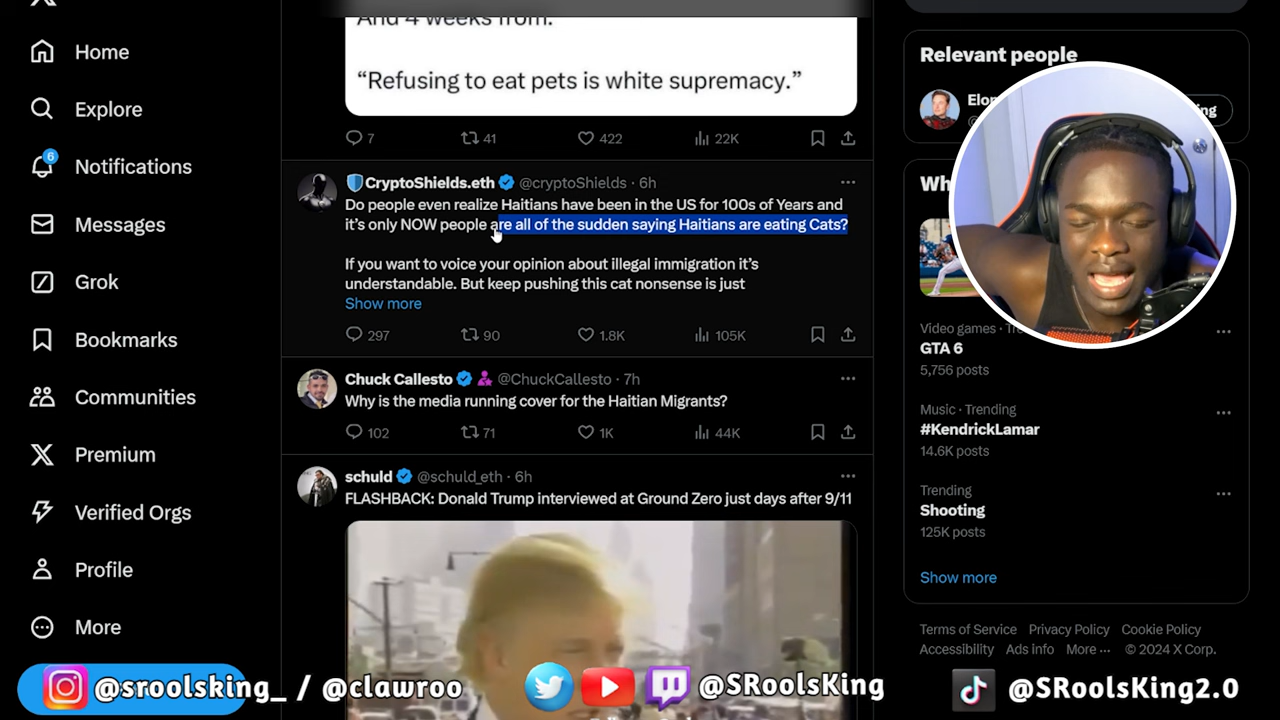 And 4 weeks from:
“Refusing to eat pets is white supremacy.”
7
41
422
22K
CryptoShields.eth @cryptoShields · 6h
Do people even realize Haitians have been in the US for 100s of Years and
it's only NOW people are all of the sudden saying Haitians are eating Cats?
If you want to voice your opinion about illegal immigration it's
understandable. But keep pushing this cat nonsense is just
Show more
297
90
1.8K
105K
Chuck Callesto @ChuckCallesto · 7h
Why is the media running cover for the Haitian Migrants?
102
71
1K
44K
schuld @schuld_eth · 6h
FLASHBACK: Donald Trump interviewed at Ground Zero just days after 9/11
Home
Explore
6
Notifications
Messages
Grok
Bookmarks
Communities
Premium
Verified Orgs
Profile
More
Relevant people
Video games ·
GTA 6
5,756 posts
Music · Trending
#KendrickLamar
14.6K posts
Trending
Shooting
125K posts
Show more
Terms of Service Privacy Policy Cookie Policy
Accessibility Ads info More ··· © 2024 X Corp.
@sroolsking_ / @clawroo
@SRoolsKing
@SRoolsKing2.0